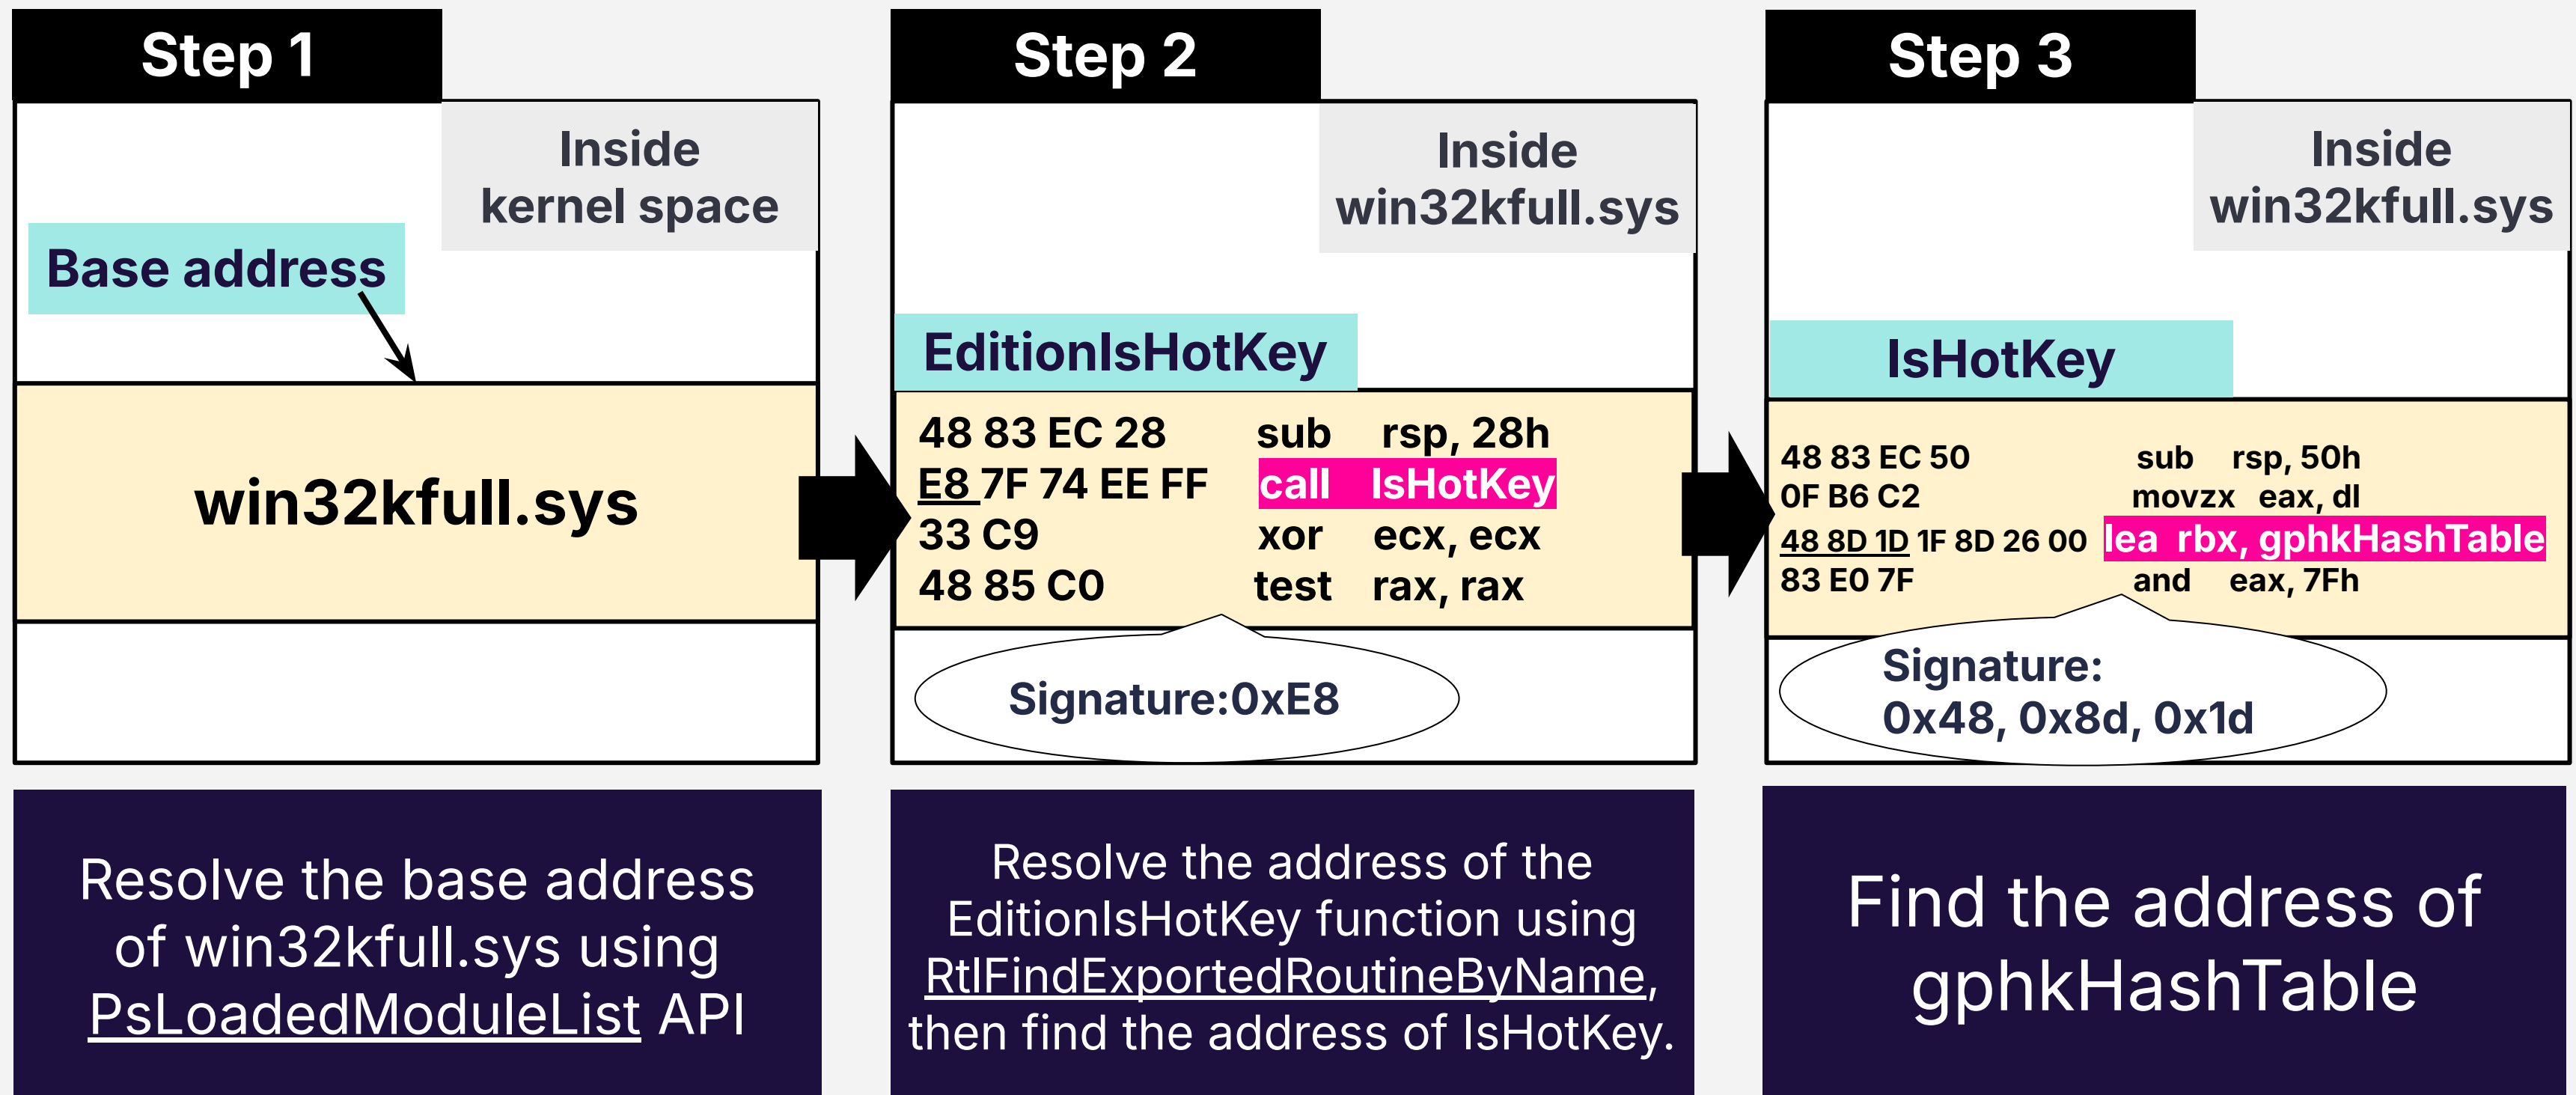 Step 1
Inside
kernel space
Base address
win32kfull.sys
Resolve the base address
of win32kfull.sys using
PsLoadedModuleList API
Step 2
Inside
win32kfull.sys
EditionIsHotKey
48 83 EC 28 sub rsp, 28h
E8 7F 74 EE FF call IsHotKey
33 C9 xor ecx, ecx
48 85 C0 test rax, rax
Signature:0xE8
Resolve the address of the
EditionIsHotKey function using
RtlFindExportedRoutineByName,
then find the address of IsHotKey.
Step 3
Inside
win32kfull.sys
IsHotKey
48 83 EC 50 sub rsp, 50h
0F B6 C2 movzx eax, dl
48 8D 1D 1F 8D 26 00 lea rbx, gphkHashTable
83 E0 7F and eax, 7Fh
Signature:
0x48, 0x8d, 0x1d
Find the address of
gphkHashTable